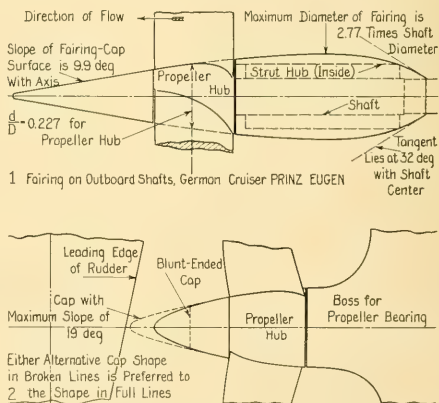 Direction of Flow
Maximum Diameter of Fairing is
2.77 Times Shaft
Diameter
Slope of Fairing-Cap
Surface is 9.9 deg
With Axis
Propeller
Hub
Strut Hub (Inside)
Shaft
d/D = 0.227 for
Propeller Hub
Tangent
Lies at 32 deg
with Shaft
Center
1 Fairing on Outboard Shafts, German Cruiser PRINZ EUGEN
Leading Edge
of Rudder
Blunt-Ended
Cap
Cap with
Maximum Slope of
19 deg
Propeller
Hub
Boss for
Propeller Bearing
Either Alternative Cap Shape
in Broken Lines is Preferred to
2 the Shape in Full Lines